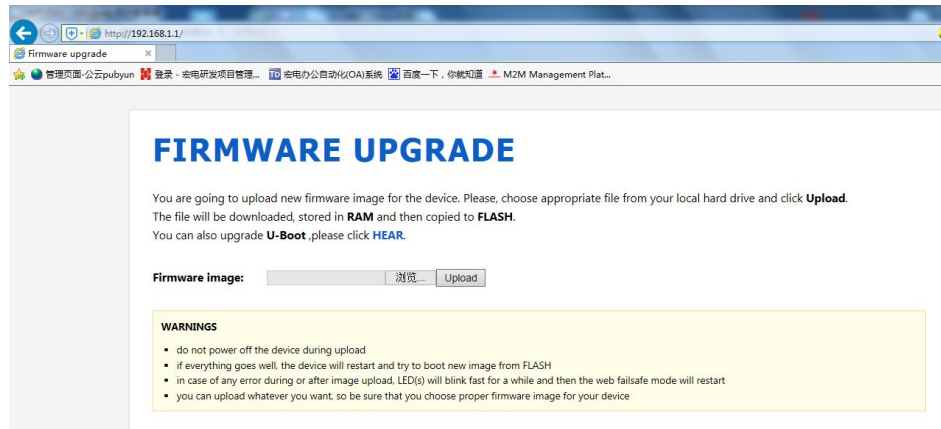 http://192.168.1.1/
Firmware upgrade ×
管理页面-公云pubyun 登录 - 宏电研发项目管理... TD 宏电办公自动化(OA)系统 百度一下，你就知道 M2M Management Plat...
FIRMWARE UPGRADE
You are going to upload new firmware image for the device. Please, choose appropriate file from your local hard drive and click Upload.
The file will be downloaded, stored in RAM and then copied to FLASH.
You can also upgrade U-Boot ,please click HEAR.
Firmware image: 浏览... Upload
WARNINGS
▪ do not power off the device during upload
▪ if everything goes well, the device will restart and try to boot new image from FLASH
▪ in case of any error during or after image upload, LED(s) will blink fast for a while and then the web failsafe mode will restart
▪ you can upload whatever you want, so be sure that you choose proper firmware image for your device